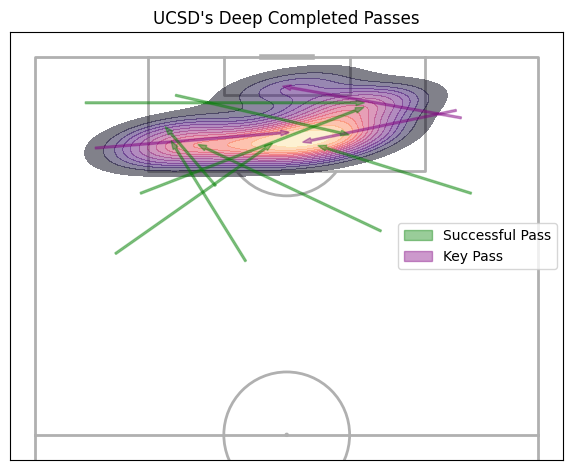 UCSD's Deep Completed Passes
Successful Pass
Key Pass